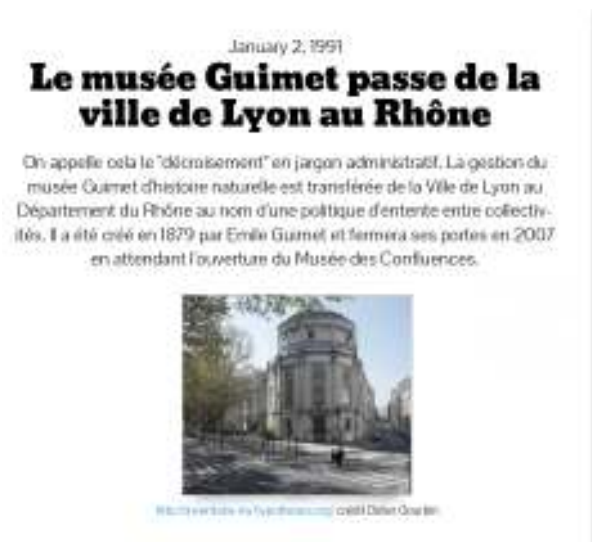 January 2, 1991
Le musée Guimet passe de la
ville de Lyon au Rhône
On appelle cela le "décroisement" en jargon administratif. La gestion du
musée Guimet d'histoire naturelle est transférée de la Ville de Lyon au
Département du Rhône au nom d'une politique d'entente entre collectiv-
ités. Il a été créé en 1879 par Emile Guimet et fermera ses portes en 2007
en attendant l'ouverture du Musée des Confluences.
crédit Didier